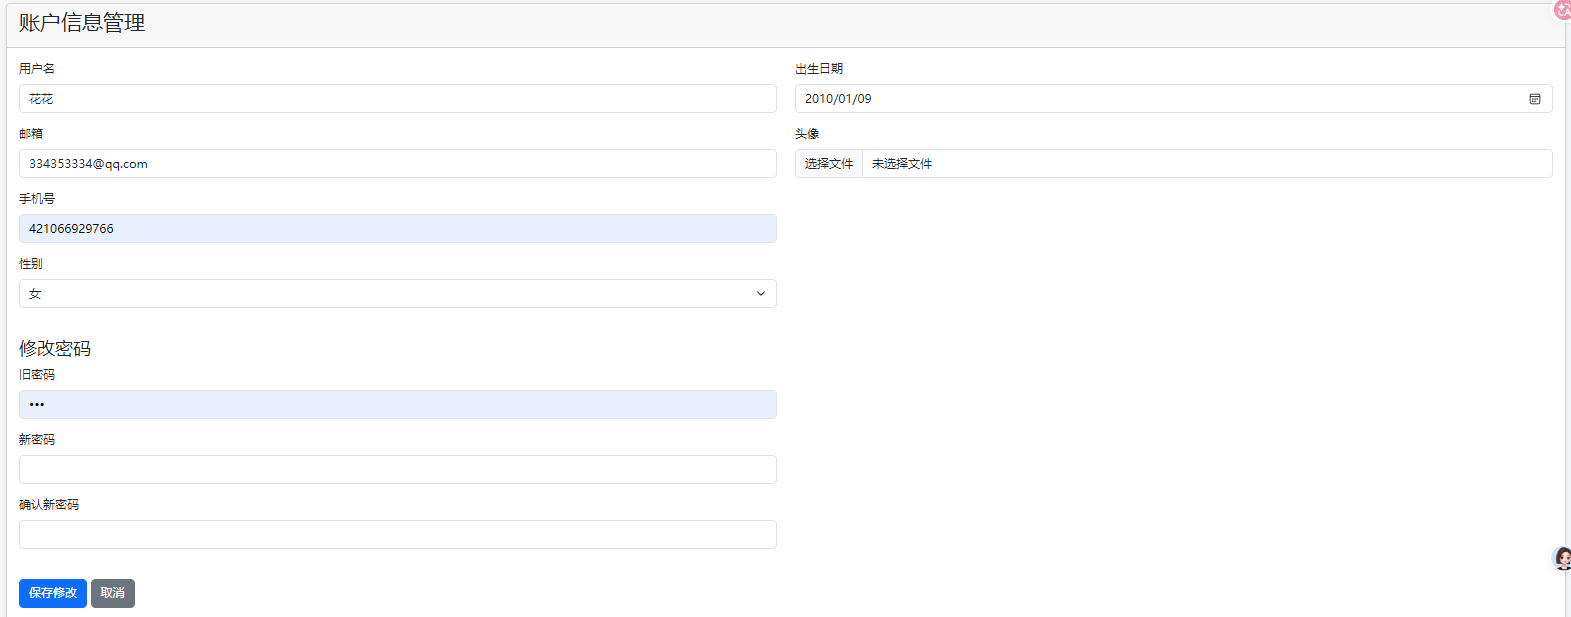 账户信息管理
用户名
花花
邮箱
334353334@qq.com
手机号
421066929766
性别
女
出生日期
2010/01/09
头像
选择文件 未选择文件
修改密码
旧密码
•••
新密码
确认新密码
保存修改 取消